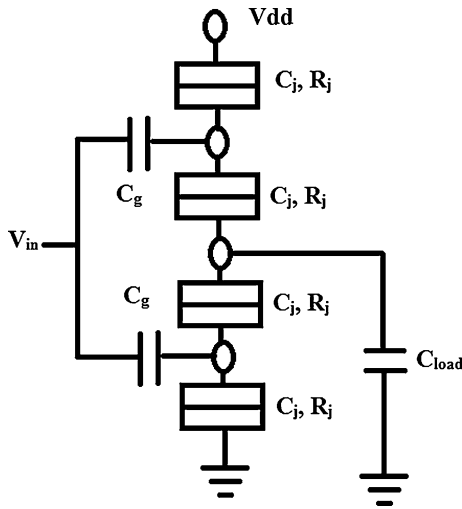 Vdd
Cj, Rj
Cg
Cj, Rj
Vin
Cg
Cj, Rj
Cload
Cj, Rj